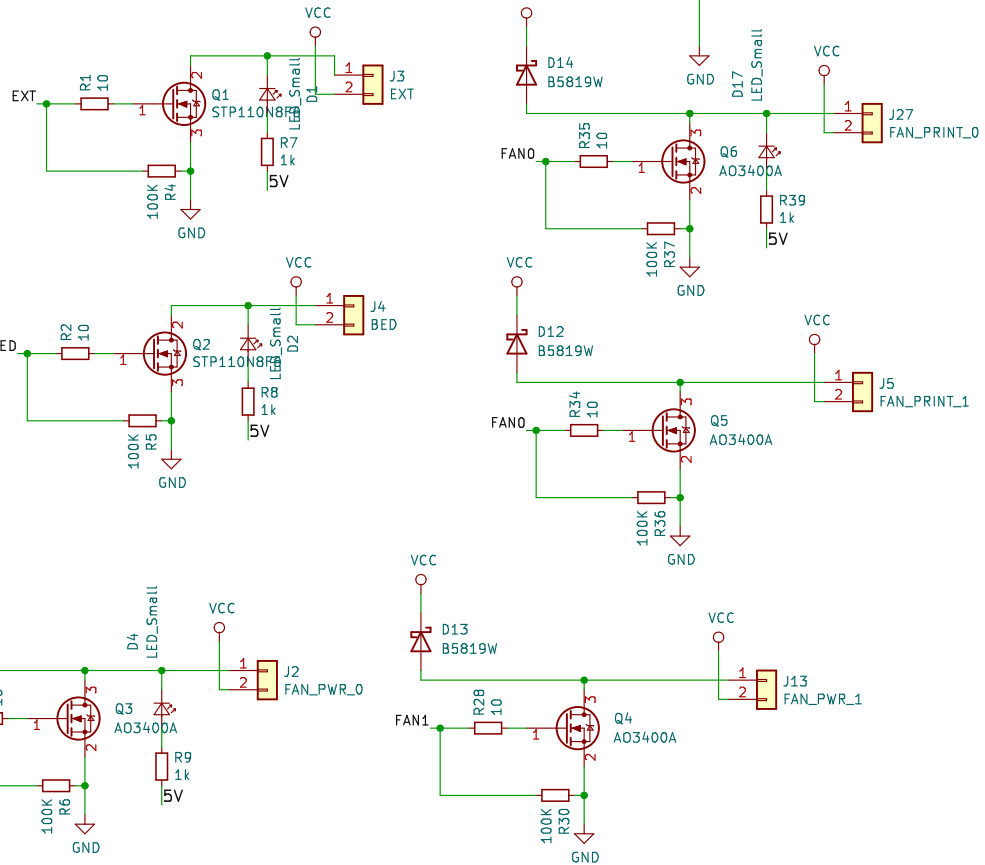 VCC
R1
10
EXT
1
2
3
Q1
STP110N8F6
D1
LED_Small
1
2
J3
EXT
R7
1k
5V
100K
R4
GND
VCC
R2
10
ED
1
2
3
Q2
STP110N8F6
D2
LED_Small
1
2
J4
BED
R8
1k
5V
100K
R5
GND
D4
LED_Small
VCC
1
2
J2
FAN_PWR_0
1
3
2
Q3
AO3400A
R9
1k
5V
100K
R6
GND
D14
B5819W
GND
D17
LED_Small
VCC
1
2
J27
FAN_PRINT_0
R35
10
FAN0
1
3
2
Q6
AO3400A
R39
1k
5V
100K
R37
GND
VCC
D12
B5819W
VCC
1
2
J5
FAN_PRINT_1
R34
10
FAN0
1
3
2
Q5
AO3400A
100K
R36
GND
VCC
D13
B5819W
VCC
1
2
J13
FAN_PWR_1
R28
10
FAN1
1
3
2
Q4
AO3400A
100K
R30
GND